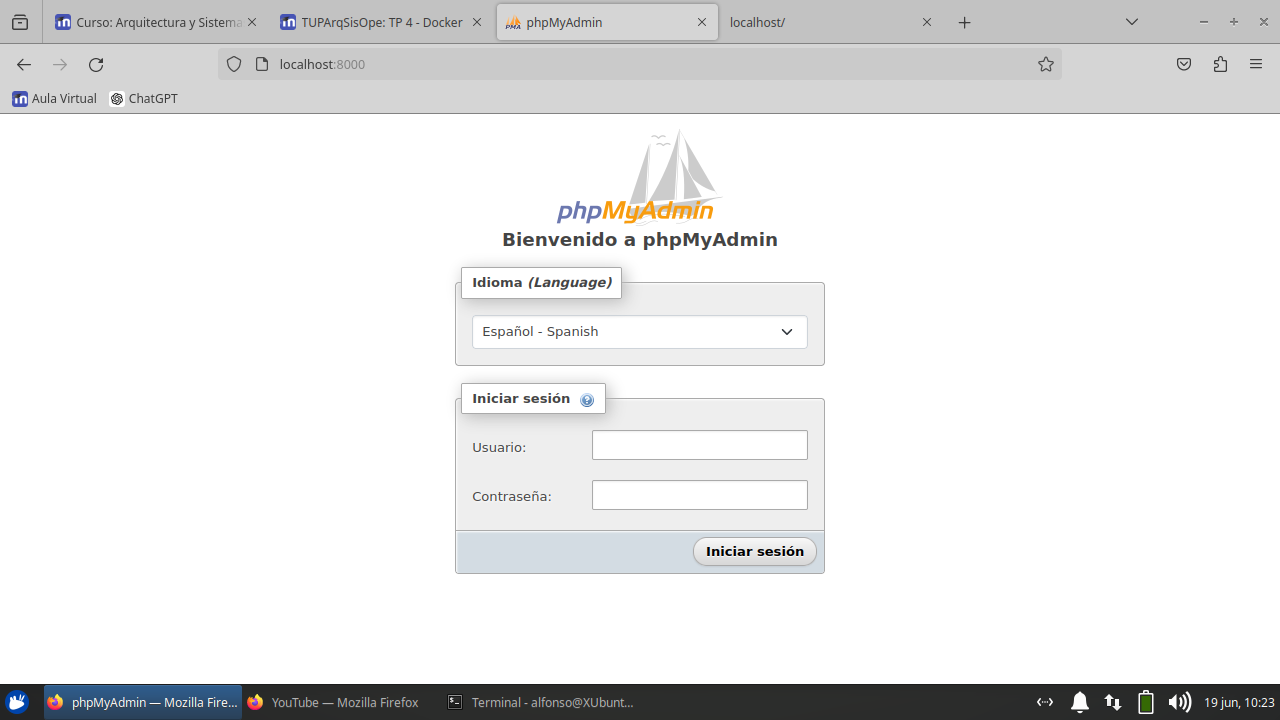 Curso: Arquitectura y Sistema
TUPArqSisOpe: TP 4 - Docker
phpMyAdmin
localhost/
localhost:8000
Aula Virtual
ChatGPT
phpMyAdmin
Bienvenido a phpMyAdmin
Idioma (Language)
Español - Spanish
Iniciar sesión
Usuario:
Contraseña:
Iniciar sesión
phpMyAdmin — Mozilla Fire...
YouTube — Mozilla Firefox
Terminal - alfonso@XUbunt...
19 jun, 10:23